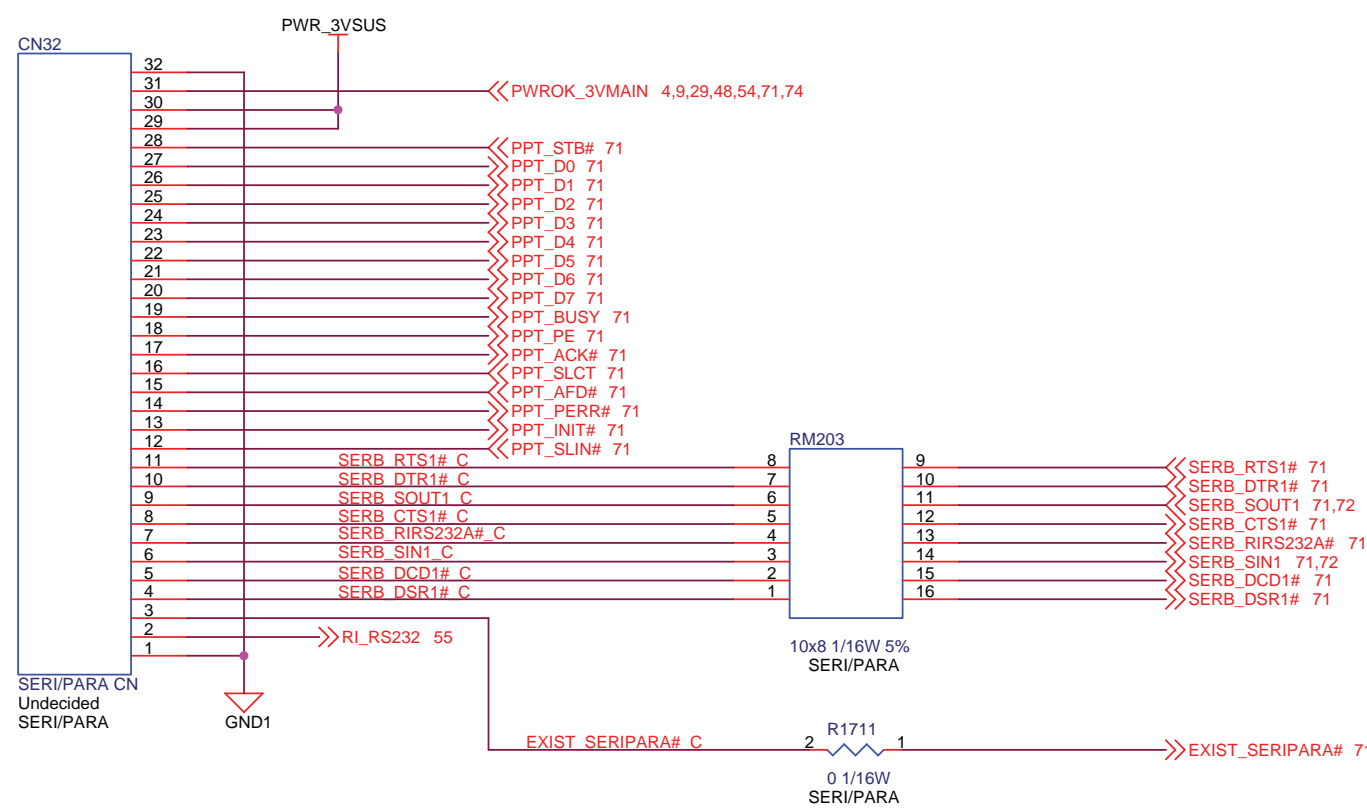 PWR_3VSUS
CN32
32
31
PWROK_3VMAIN 4,9,29,48,54,71,74
30
29
28
PPT_STB# 71
27
PPT_D0 71
26
PPT_D1 71
25
PPT_D2 71
24
PPT_D3 71
23
PPT_D4 71
22
PPT_D5 71
21
PPT_D6 71
20
PPT_D7 71
19
PPT_BUSY 71
18
PPT_PE 71
17
PPT_ACK# 71
16
PPT_SLCT 71
15
PPT_AFD# 71
14
PPT_PERR# 71
13
PPT_INIT# 71
12
PPT_SLIN# 71
RM203
11 SERB_RTS1#_C 8 9 SERB_RTS1# 71
10 SERB_DTR1#_C 7 10 SERB_DTR1# 71
9 SERB_SOUT1_C 6 11 SERB_SOUT1 71,72
8 SERB_CTS1#_C 5 12 SERB_CTS1# 71
7 SERB_RIRS232A#_C 4 13 SERB_RIRS232A# 71
6 SERB_SIN1_C 3 14 SERB_SIN1 71,72
5 SERB_DCD1#_C 2 15 SERB_DCD1# 71
4 SERB_DSR1#_C 1 16 SERB_DSR1# 71
3
2
RI_RS232 55
1
10x8 1/16W 5%
SERI/PARA
SERI/PARA CN
Undecided
SERI/PARA
GND1
R1711
EXIST_SERIPARA#_C 2 1 EXIST_SERIPARA#
0 1/16W
SERI/PARA